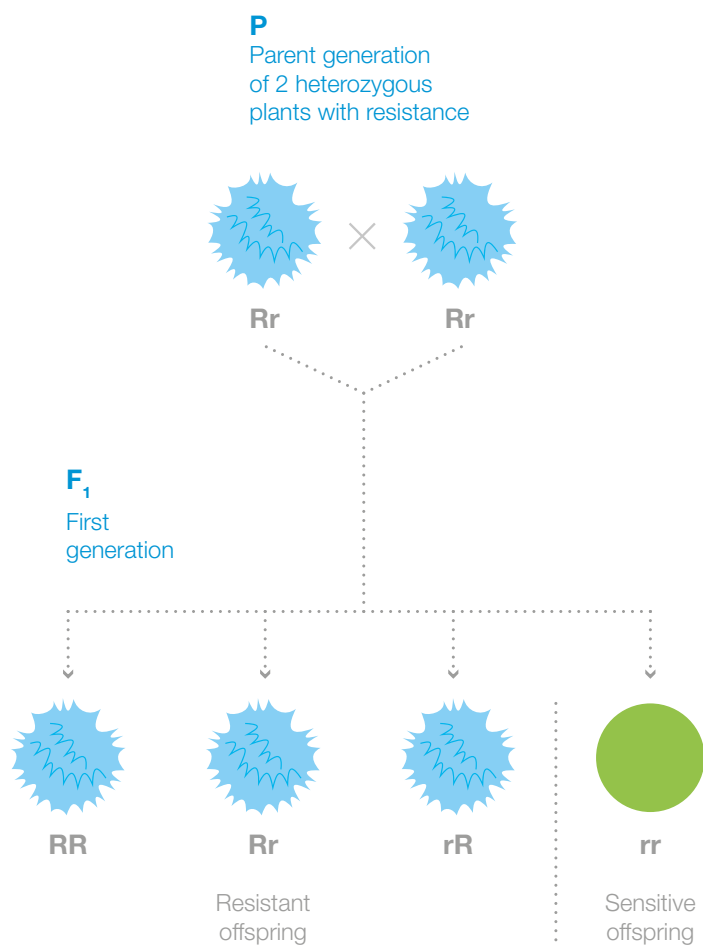 P
Parent generation
of 2 heterozygous
plants with resistance
Rr Rr
F₁
First
generation
RR Rr rR rr
Resistant
offspring
Sensitive
offspring